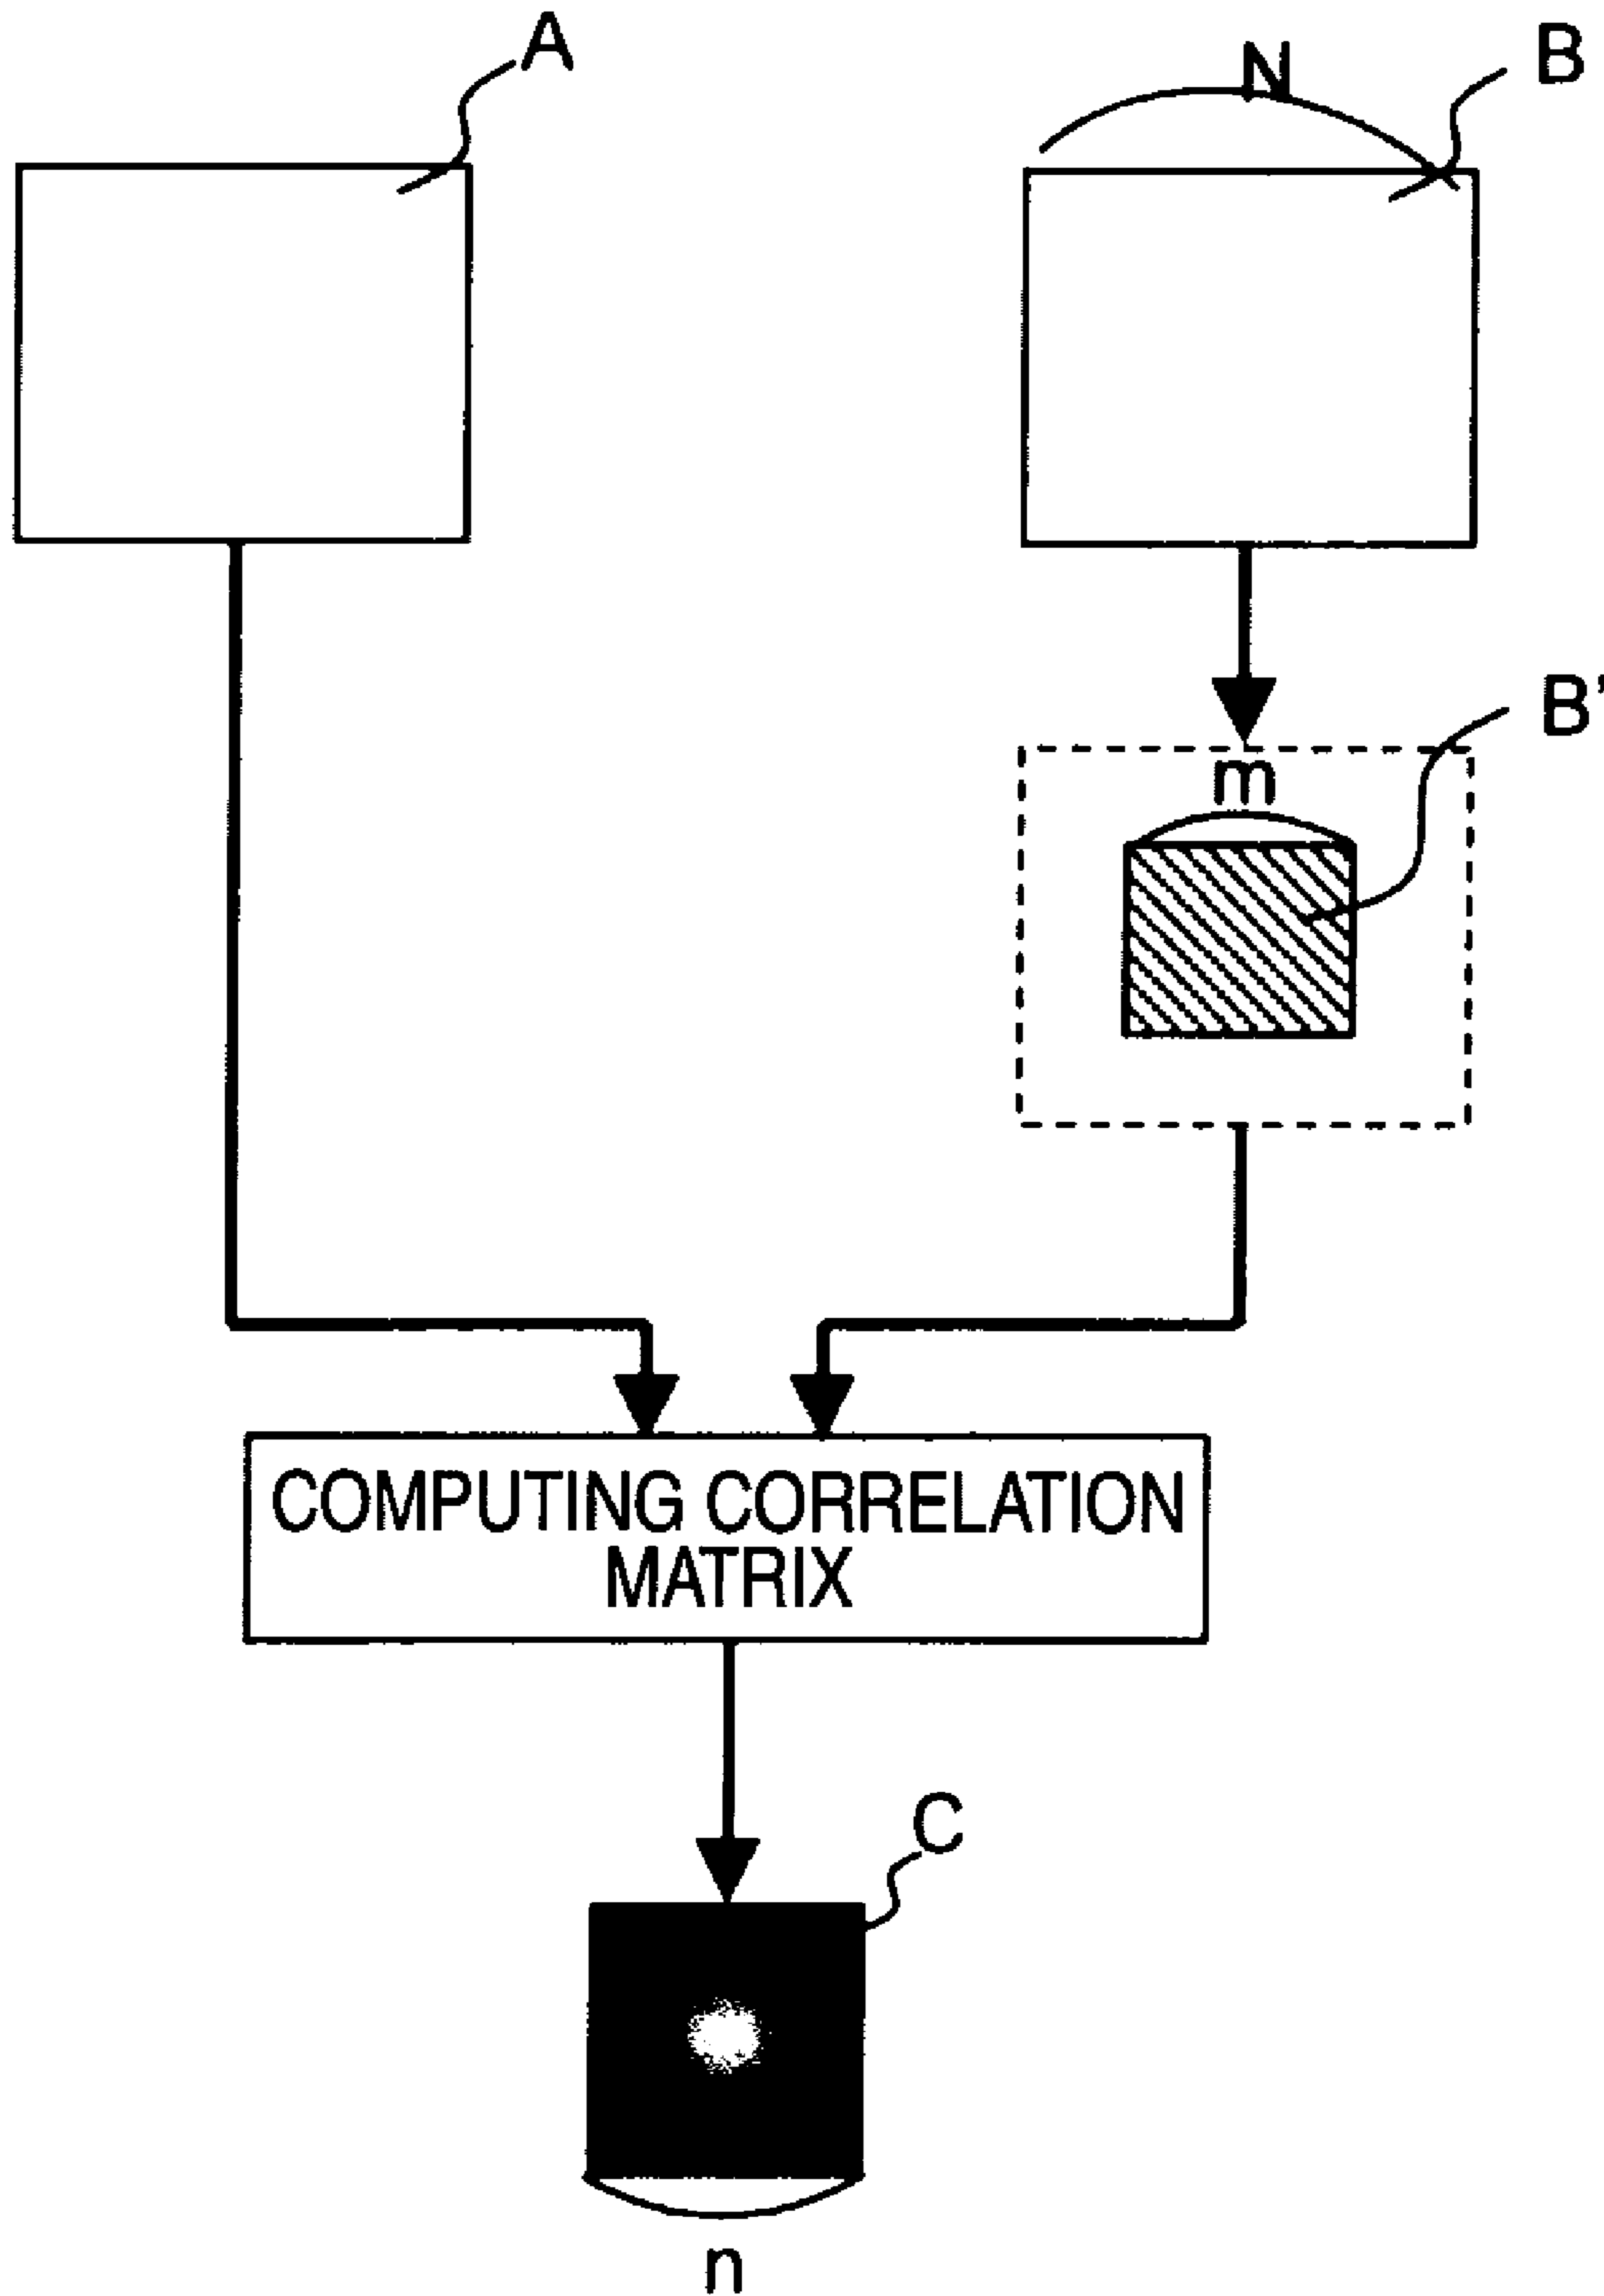 A
N
B
B'
m
COMPUTING CORRELATION
MATRIX
C
n